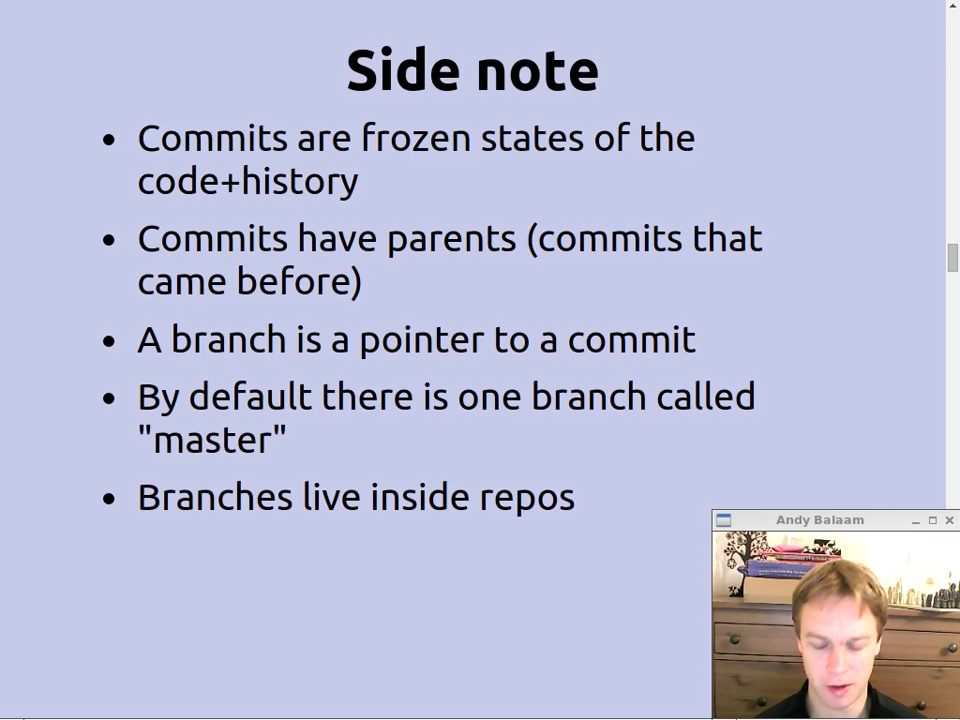 Side note
• Commits are frozen states of the
code+history
• Commits have parents (commits that
came before)
• A branch is a pointer to a commit
• By default there is one branch called
"master"
• Branches live inside repos
Andy Balaam